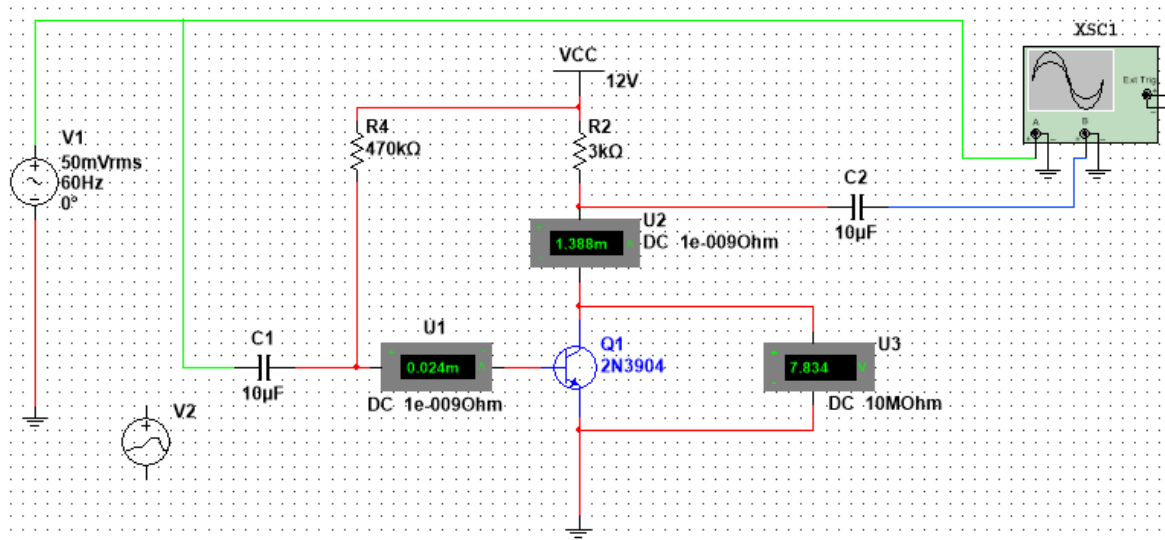 XSC1
Ext Trig
+
−
A
B
+ −
+ −
VCC
12V
V1
50mVrms
60Hz
0°
R4
470kΩ
R2
3kΩ
C2
10µF
U2
1.388m
A
DC 1e-009Ohm
C1
10µF
U1
0.024m
A
DC 1e-009Ohm
Q1
2N3904
U3
7.834
V
DC 10MOhm
V2